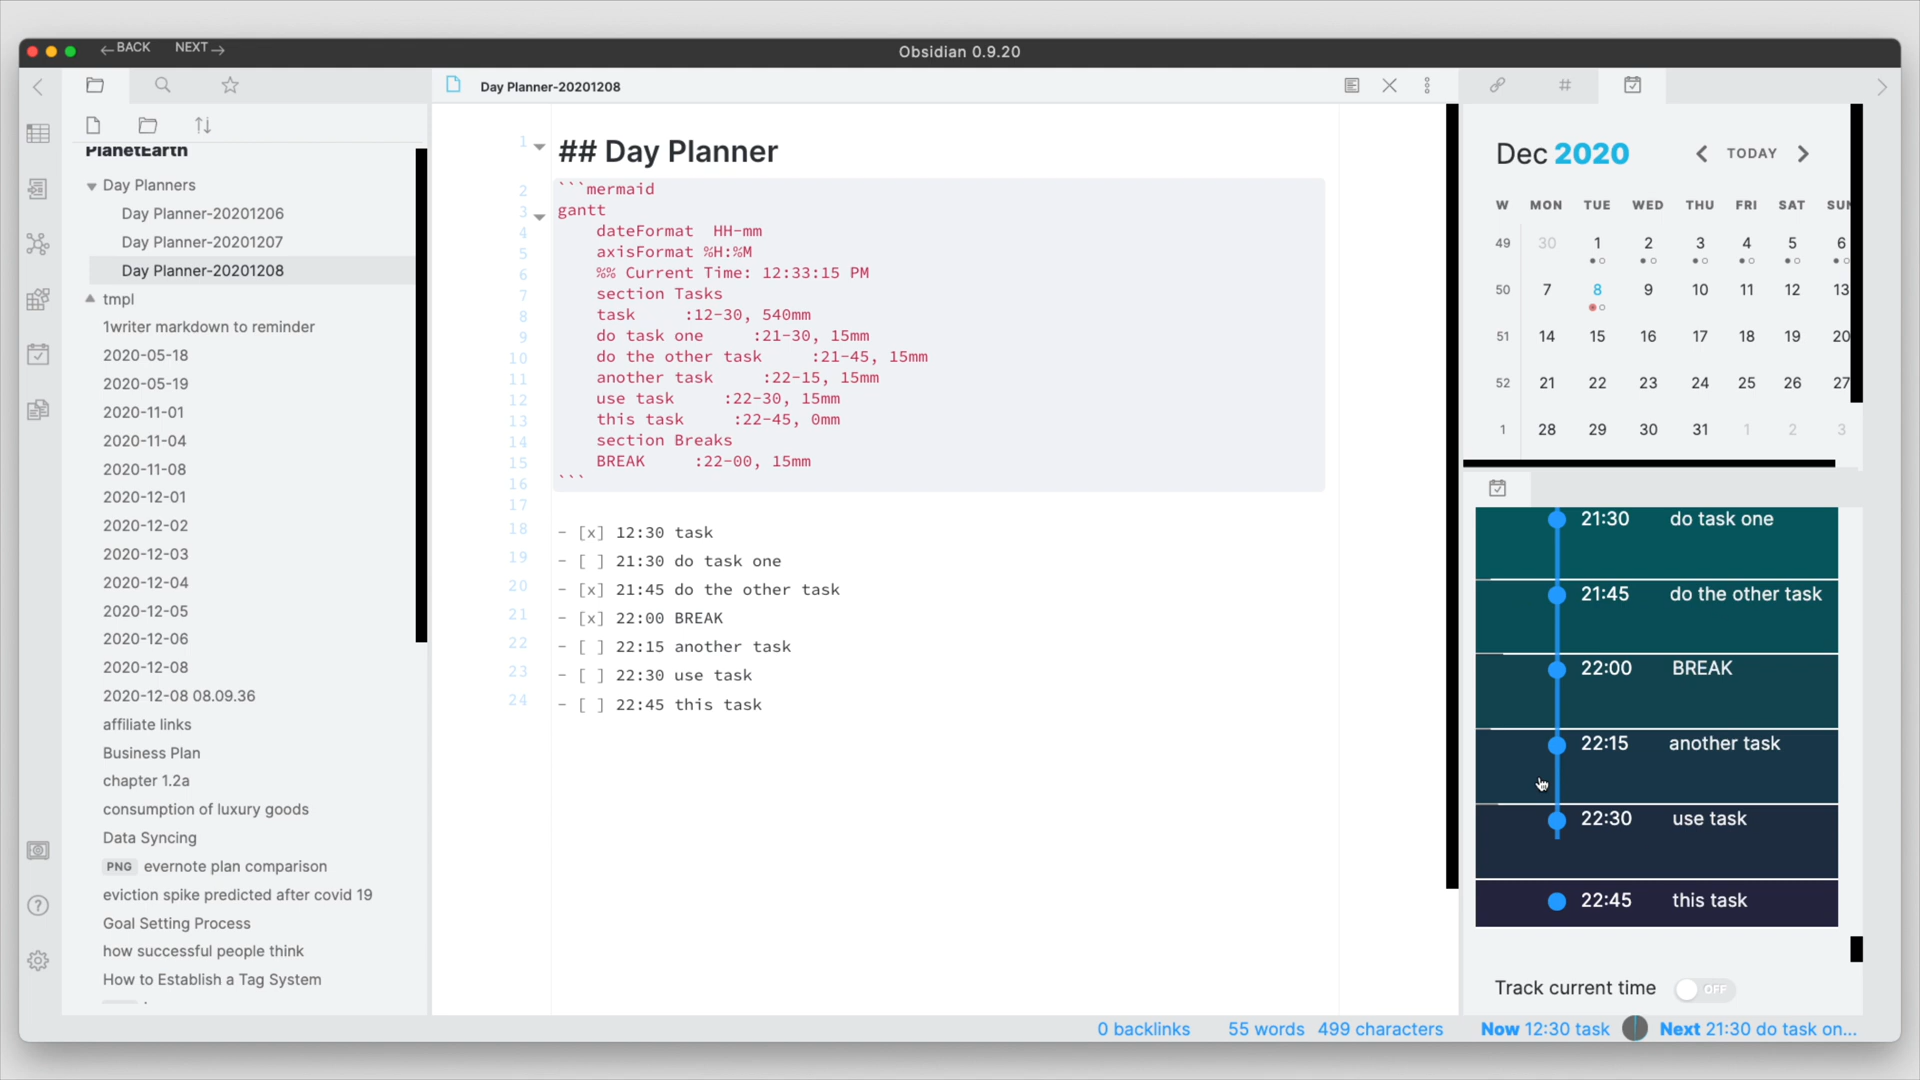 BACK NEXT
Obsidian 0.9.20
Day Planner-20201208
PlanetEarth
Day Planners
Day Planner-20201206
Day Planner-20201207
Day Planner-20201208
tmpl
1writer markdown to reminder
2020-05-18
2020-05-19
2020-11-01
2020-11-04
2020-11-08
2020-12-01
2020-12-02
2020-12-03
2020-12-04
2020-12-05
2020-12-06
2020-12-08
2020-12-08 08.09.36
affiliate links
Business Plan
chapter 1.2a
consumption of luxury goods
Data Syncing
PNG evernote plan comparison
eviction spike predicted after covid 19
Goal Setting Process
how successful people think
How to Establish a Tag System
1 ## Day Planner
2 ```mermaid
3 gantt
4 dateFormat  HH-mm
5 axisFormat %H:%M
6 %% Current Time: 12:33:15 PM
7 section Tasks
8 task     :12-30, 540mm
9 do task one     :21-30, 15mm
10 do the other task     :21-45, 15mm
11 another task     :22-15, 15mm
12 use task     :22-30, 15mm
13 this task     :22-45, 0mm
14 section Breaks
15 BREAK     :22-00, 15mm
16 ```
17
18 - [x] 12:30 task
19 - [ ] 21:30 do task one
20 - [x] 21:45 do the other task
21 - [x] 22:00 BREAK
22 - [ ] 22:15 another task
23 - [ ] 22:30 use task
24 - [ ] 22:45 this task
Dec 2020 TODAY
W MON TUE WED THU FRI SAT SUN
49 30 1 2 3 4 5 6
50 7 8 9 10 11 12 13
51 14 15 16 17 18 19 20
52 21 22 23 24 25 26 27
1 28 29 30 31 1 2 3
21:30 do task one
21:45 do the other task
22:00 BREAK
22:15 another task
22:30 use task
22:45 this task
Track current time OFF
0 backlinks 55 words 499 characters Now 12:30 task Next 21:30 do task on...